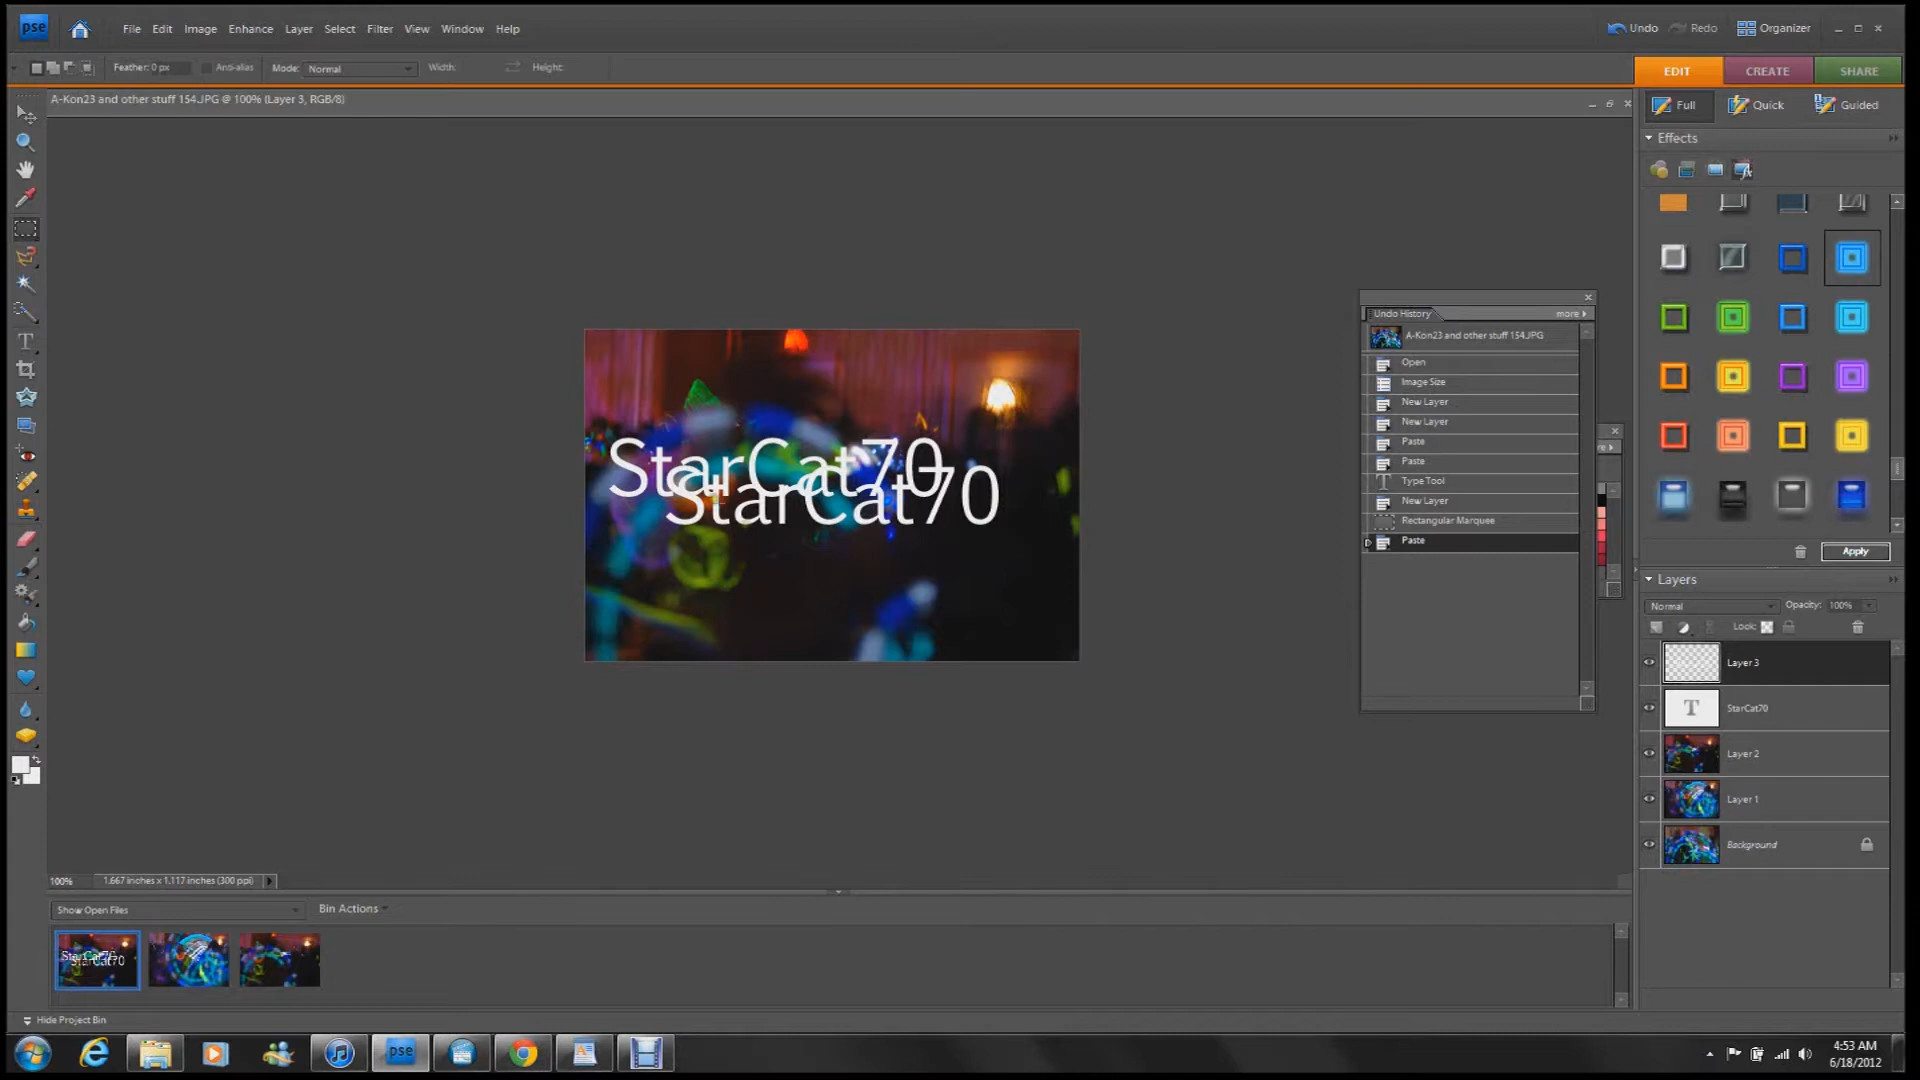 pse
File Edit Image Enhance Layer Select Filter View Window Help
Undo Redo Organizer
Feather: 0 px Anti-alias Mode: Normal Width: Height:
EDIT CREATE SHARE
A-Kon23 and other stuff 154.JPG @ 100% (Layer 3, RGB/8)
Full Quick Guided
Effects
Undo History more
A-Kon23 and other stuff 154.JPG
Open
Image Size
New Layer
New Layer
Paste
Paste
Type Tool
New Layer
Rectangular Marquee
Paste
StarCat70
StarCat70
Apply
Layers
Normal Opacity: 100%
Lock:
Layer 3
T StarCat70
Layer 2
Layer 1
Background
100% 1.667 inches x 1.117 inches (300 ppi)
Show Open Files Bin Actions
StarCat70
StarCat70
Hide Project Bin
pse
4:53 AM
6/18/2012